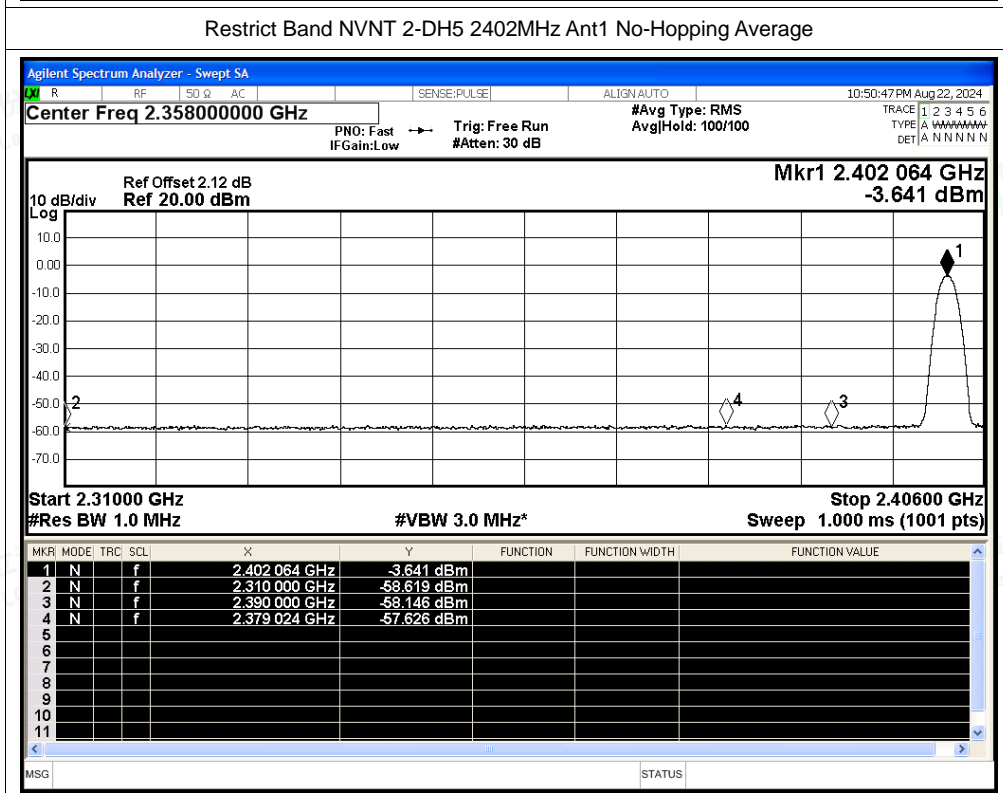 Restrict Band NVNT 2-DH5 2402MHz Ant1 No-Hopping Average
Agilent Spectrum Analyzer - Swept SA
LXI R RF 50 Ω AC SENSE:PULSE ALIGN AUTO 10:50:47 PM Aug 22, 2024
Center Freq 2.358000000 GHz
PNO: Fast
IFGain:Low
Trig: Free Run
#Atten: 30 dB
#Avg Type: RMS
Avg|Hold: 100/100
TRACE 1 2 3 4 5 6
TYPE A WWWWW
DET A N N N N N
Mkr1 2.402 064 GHz
-3.641 dBm
Ref Offset 2.12 dB
Ref 20.00 dBm
10 dB/div
Log
10.0
0.00
-10.0
-20.0
-30.0
-40.0
-50.0
-60.0
-70.0
1
2
4
3
Start 2.31000 GHz
Stop 2.40600 GHz
#Res BW 1.0 MHz
#VBW 3.0 MHz*
Sweep 1.000 ms (1001 pts)
MKR MODE TRC SCL X Y FUNCTION FUNCTION WIDTH FUNCTION VALUE
1 N f 2.402 064 GHz -3.641 dBm
2 N f 2.310 000 GHz -58.619 dBm
3 N f 2.390 000 GHz -58.146 dBm
4 N f 2.379 024 GHz -57.626 dBm
5
6
7
8
9
10
11
MSG STATUS